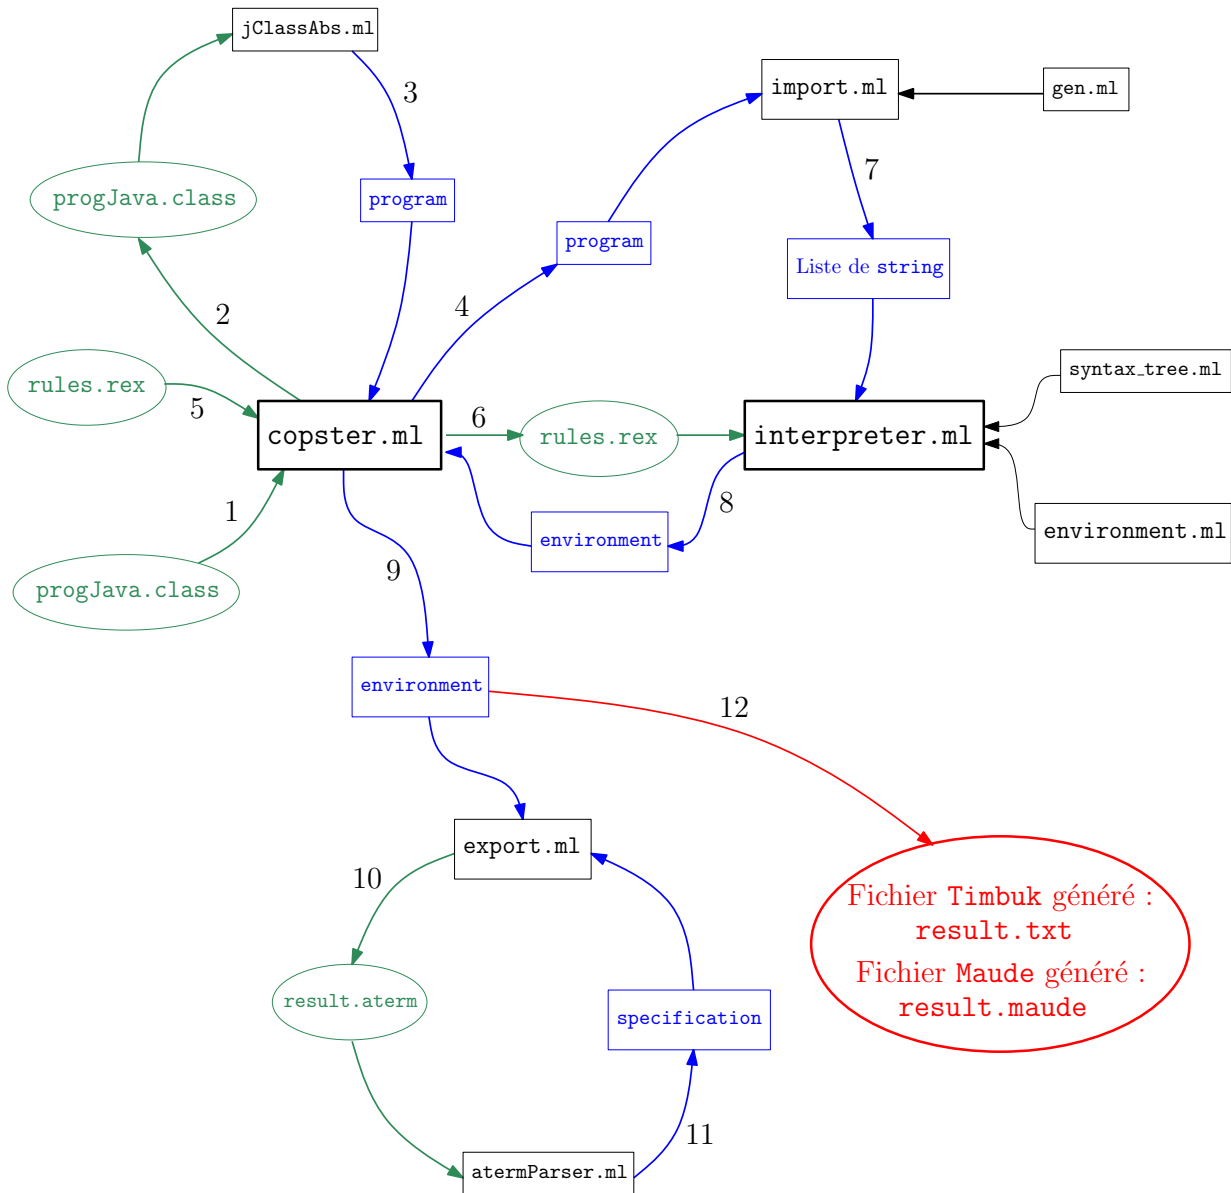 jClassAbs.ml
3
import.ml
gen.ml
progJava.class
program
7
program
Liste de string
2
4
rules.rex
5
syntax_tree.ml
copster.ml
6
rules.rex
interpreter.ml
1
8
environment
environment.ml
progJava.class
9
environment
12
export.ml
10
Fichier Timbuk généré :
result.txt
Fichier Maude généré :
result.maude
result.aterm
specification
11
atermParser.ml